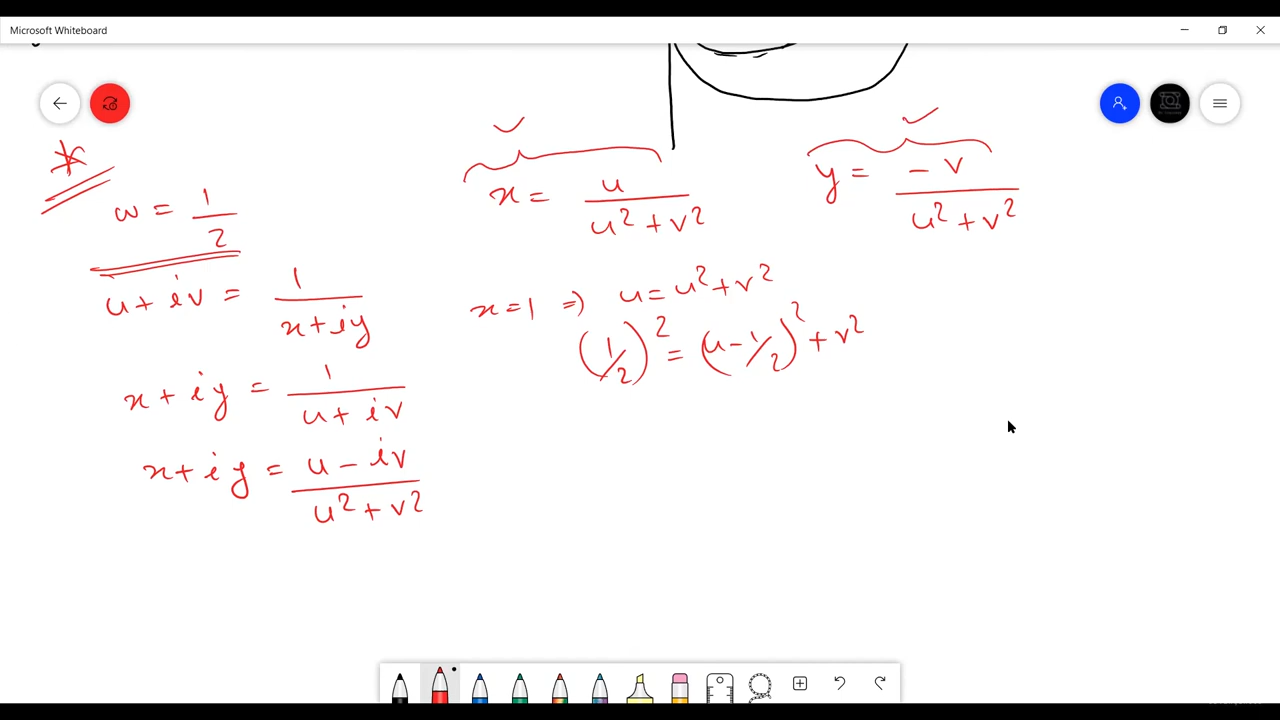 Microsoft Whiteboard
w = 1/2
u + iv = 1/(x + iy)
x + iy = 1/(u + iv)
x + iy = (u - iv)/(u² + v²)
x = u/(u² + v²)
y = -v/(u² + v²)
x = 1 => u = u² + v²
(1/2)² = (u - 1/2)² + v²